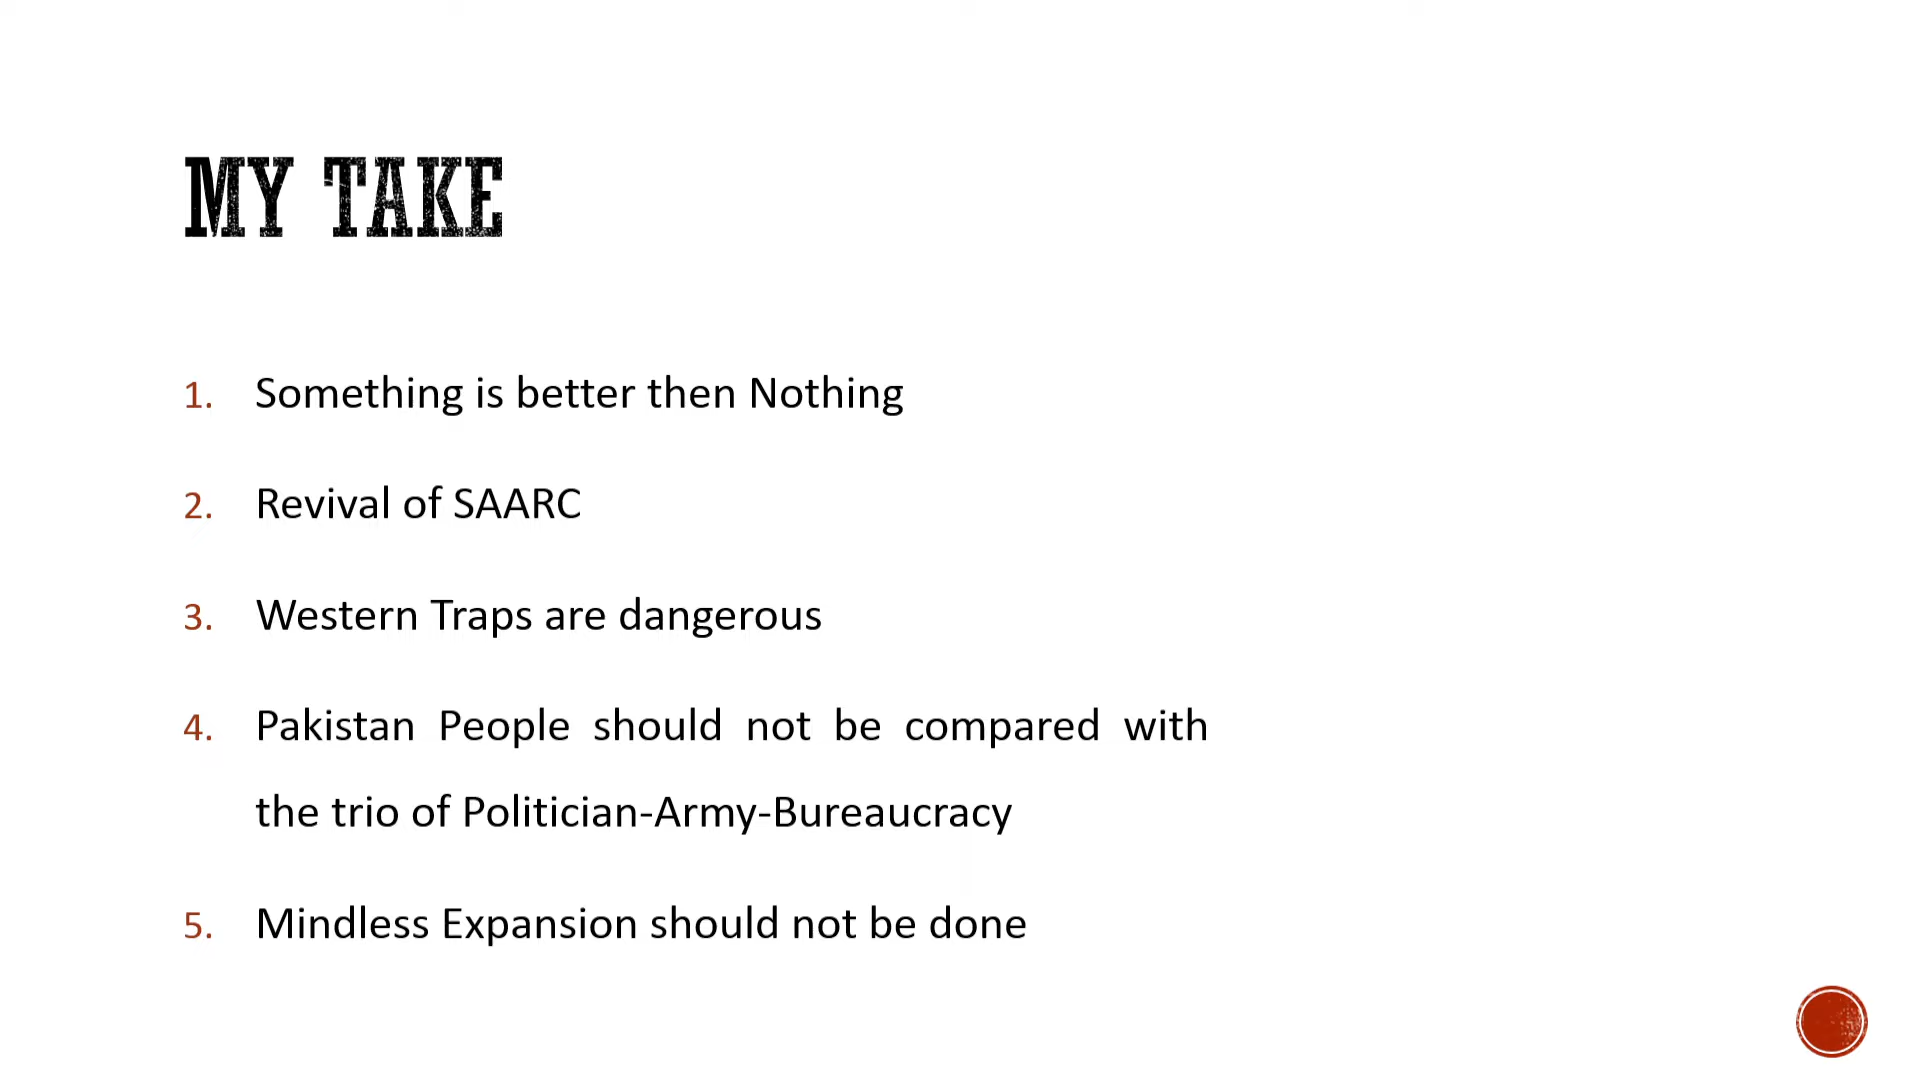 MY TAKE
1. Something is better then Nothing
2. Revival of SAARC
3. Western Traps are dangerous
4. Pakistan People should not be compared with
the trio of Politician-Army-Bureaucracy
5. Mindless Expansion should not be done